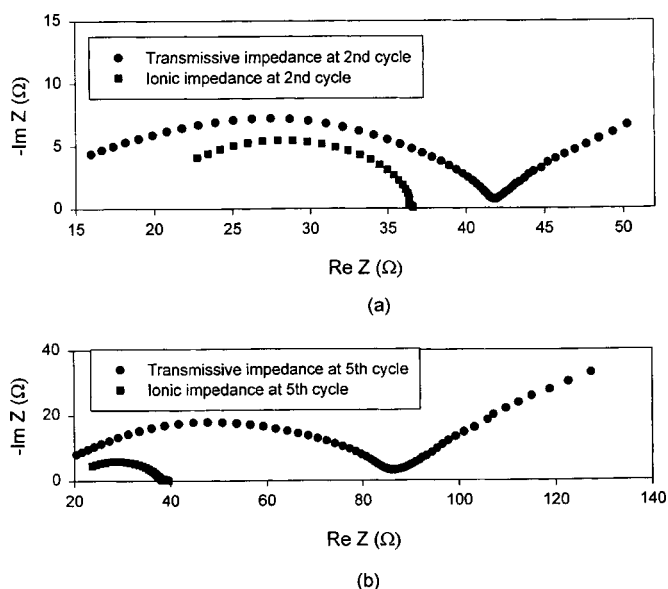 15
10
5
0
-Im Z (Ω)
● Transmissive impedance at 2nd cycle
■ Ionic impedance at 2nd cycle
15 20 25 30 35 40 45 50
Re Z (Ω)
(a)
40
20
0
-Im Z (Ω)
● Transmissive impedance at 5th cycle
■ Ionic impedance at 5th cycle
20 40 60 80 100 120 140
Re Z (Ω)
(b)